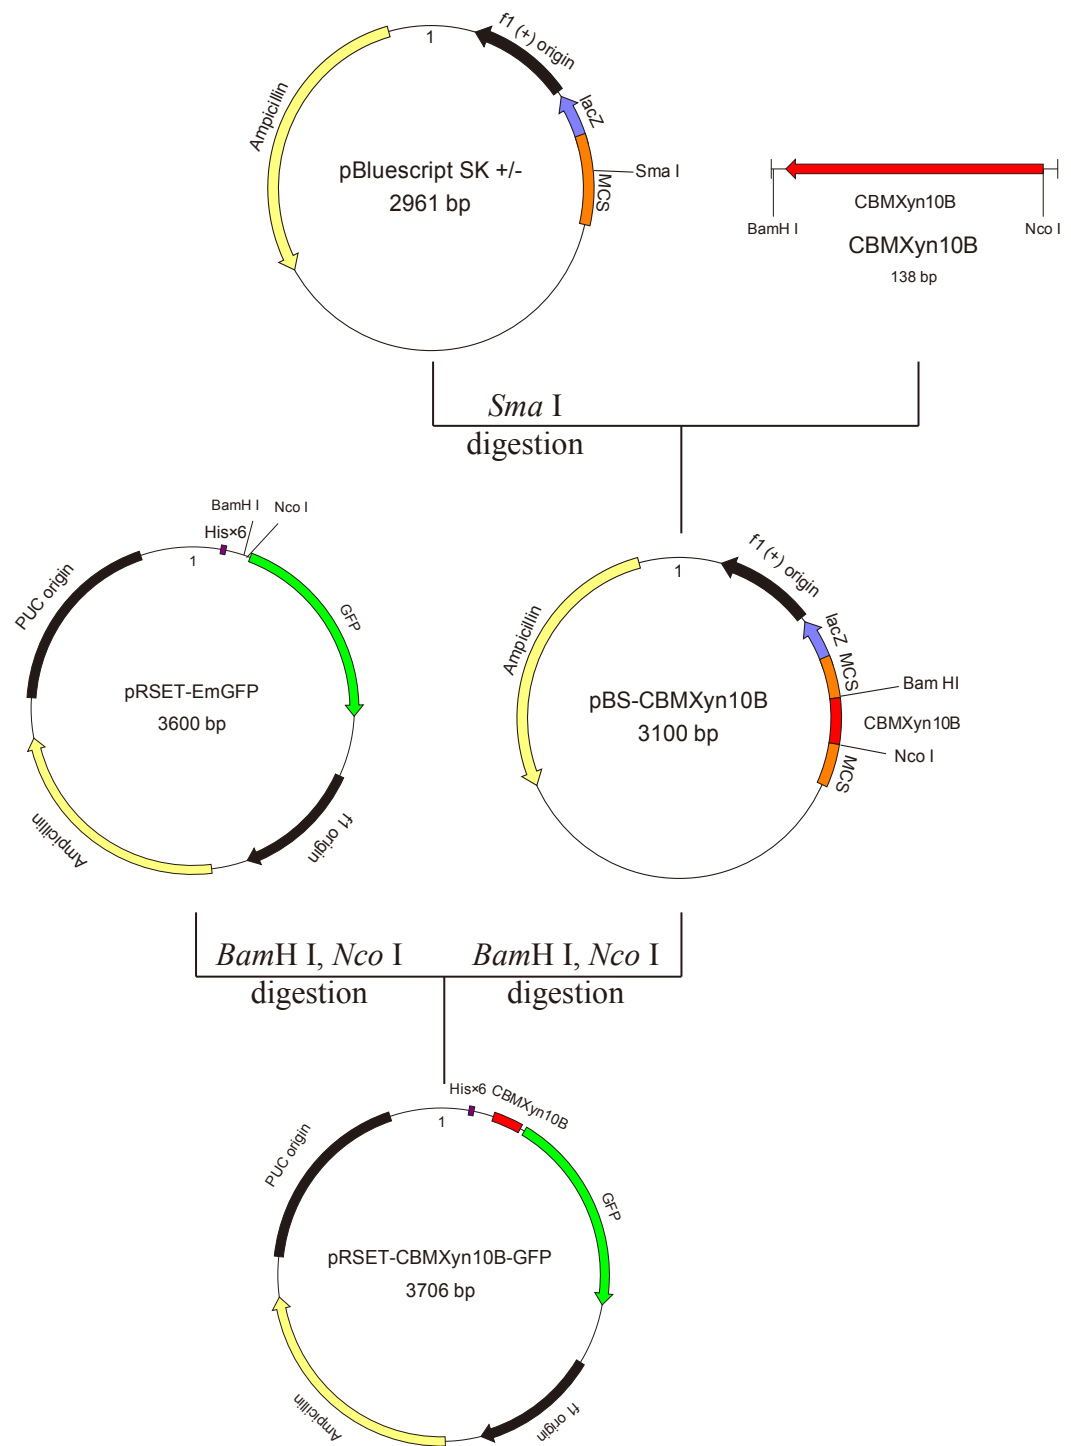 1
f1 (+) origin
lacZ
MCS
Sma I
Ampicillin
pBluescript SK +/-
2961 bp
CBMXyn10B
BamH I
Nco I
CBMXyn10B
138 bp
Sma I
digestion
BamH I
Nco I
His×6
1
PUC origin
GFP
pRSET-EmGFP
3600 bp
Ampicillin
f1 origin
1
f1 (+) origin
Ampicillin
lacZ
MCS
Bam HI
CBMXyn10B
Nco I
MCS
pBS-CBMXyn10B
3100 bp
BamH I, Nco I
digestion
BamH I, Nco I
digestion
His×6
CBMXyn10B
1
PUC origin
GFP
pRSET-CBMXyn10B-GFP
3706 bp
Ampicillin
f1 origin